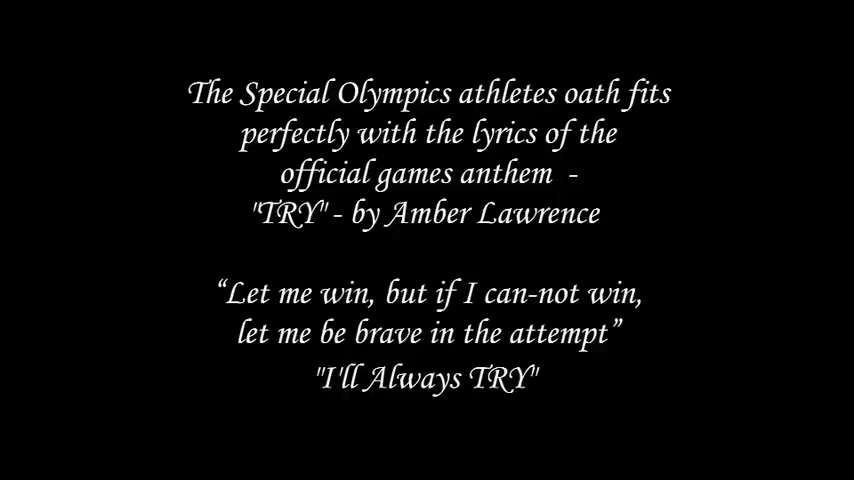 The Special Olympics athletes oath fits
perfectly with the lyrics of the
official games anthem -
"TRY" - by Amber Lawrence
“Let me win, but if I can-not win,
let me be brave in the attempt”
"I'll Always TRY"